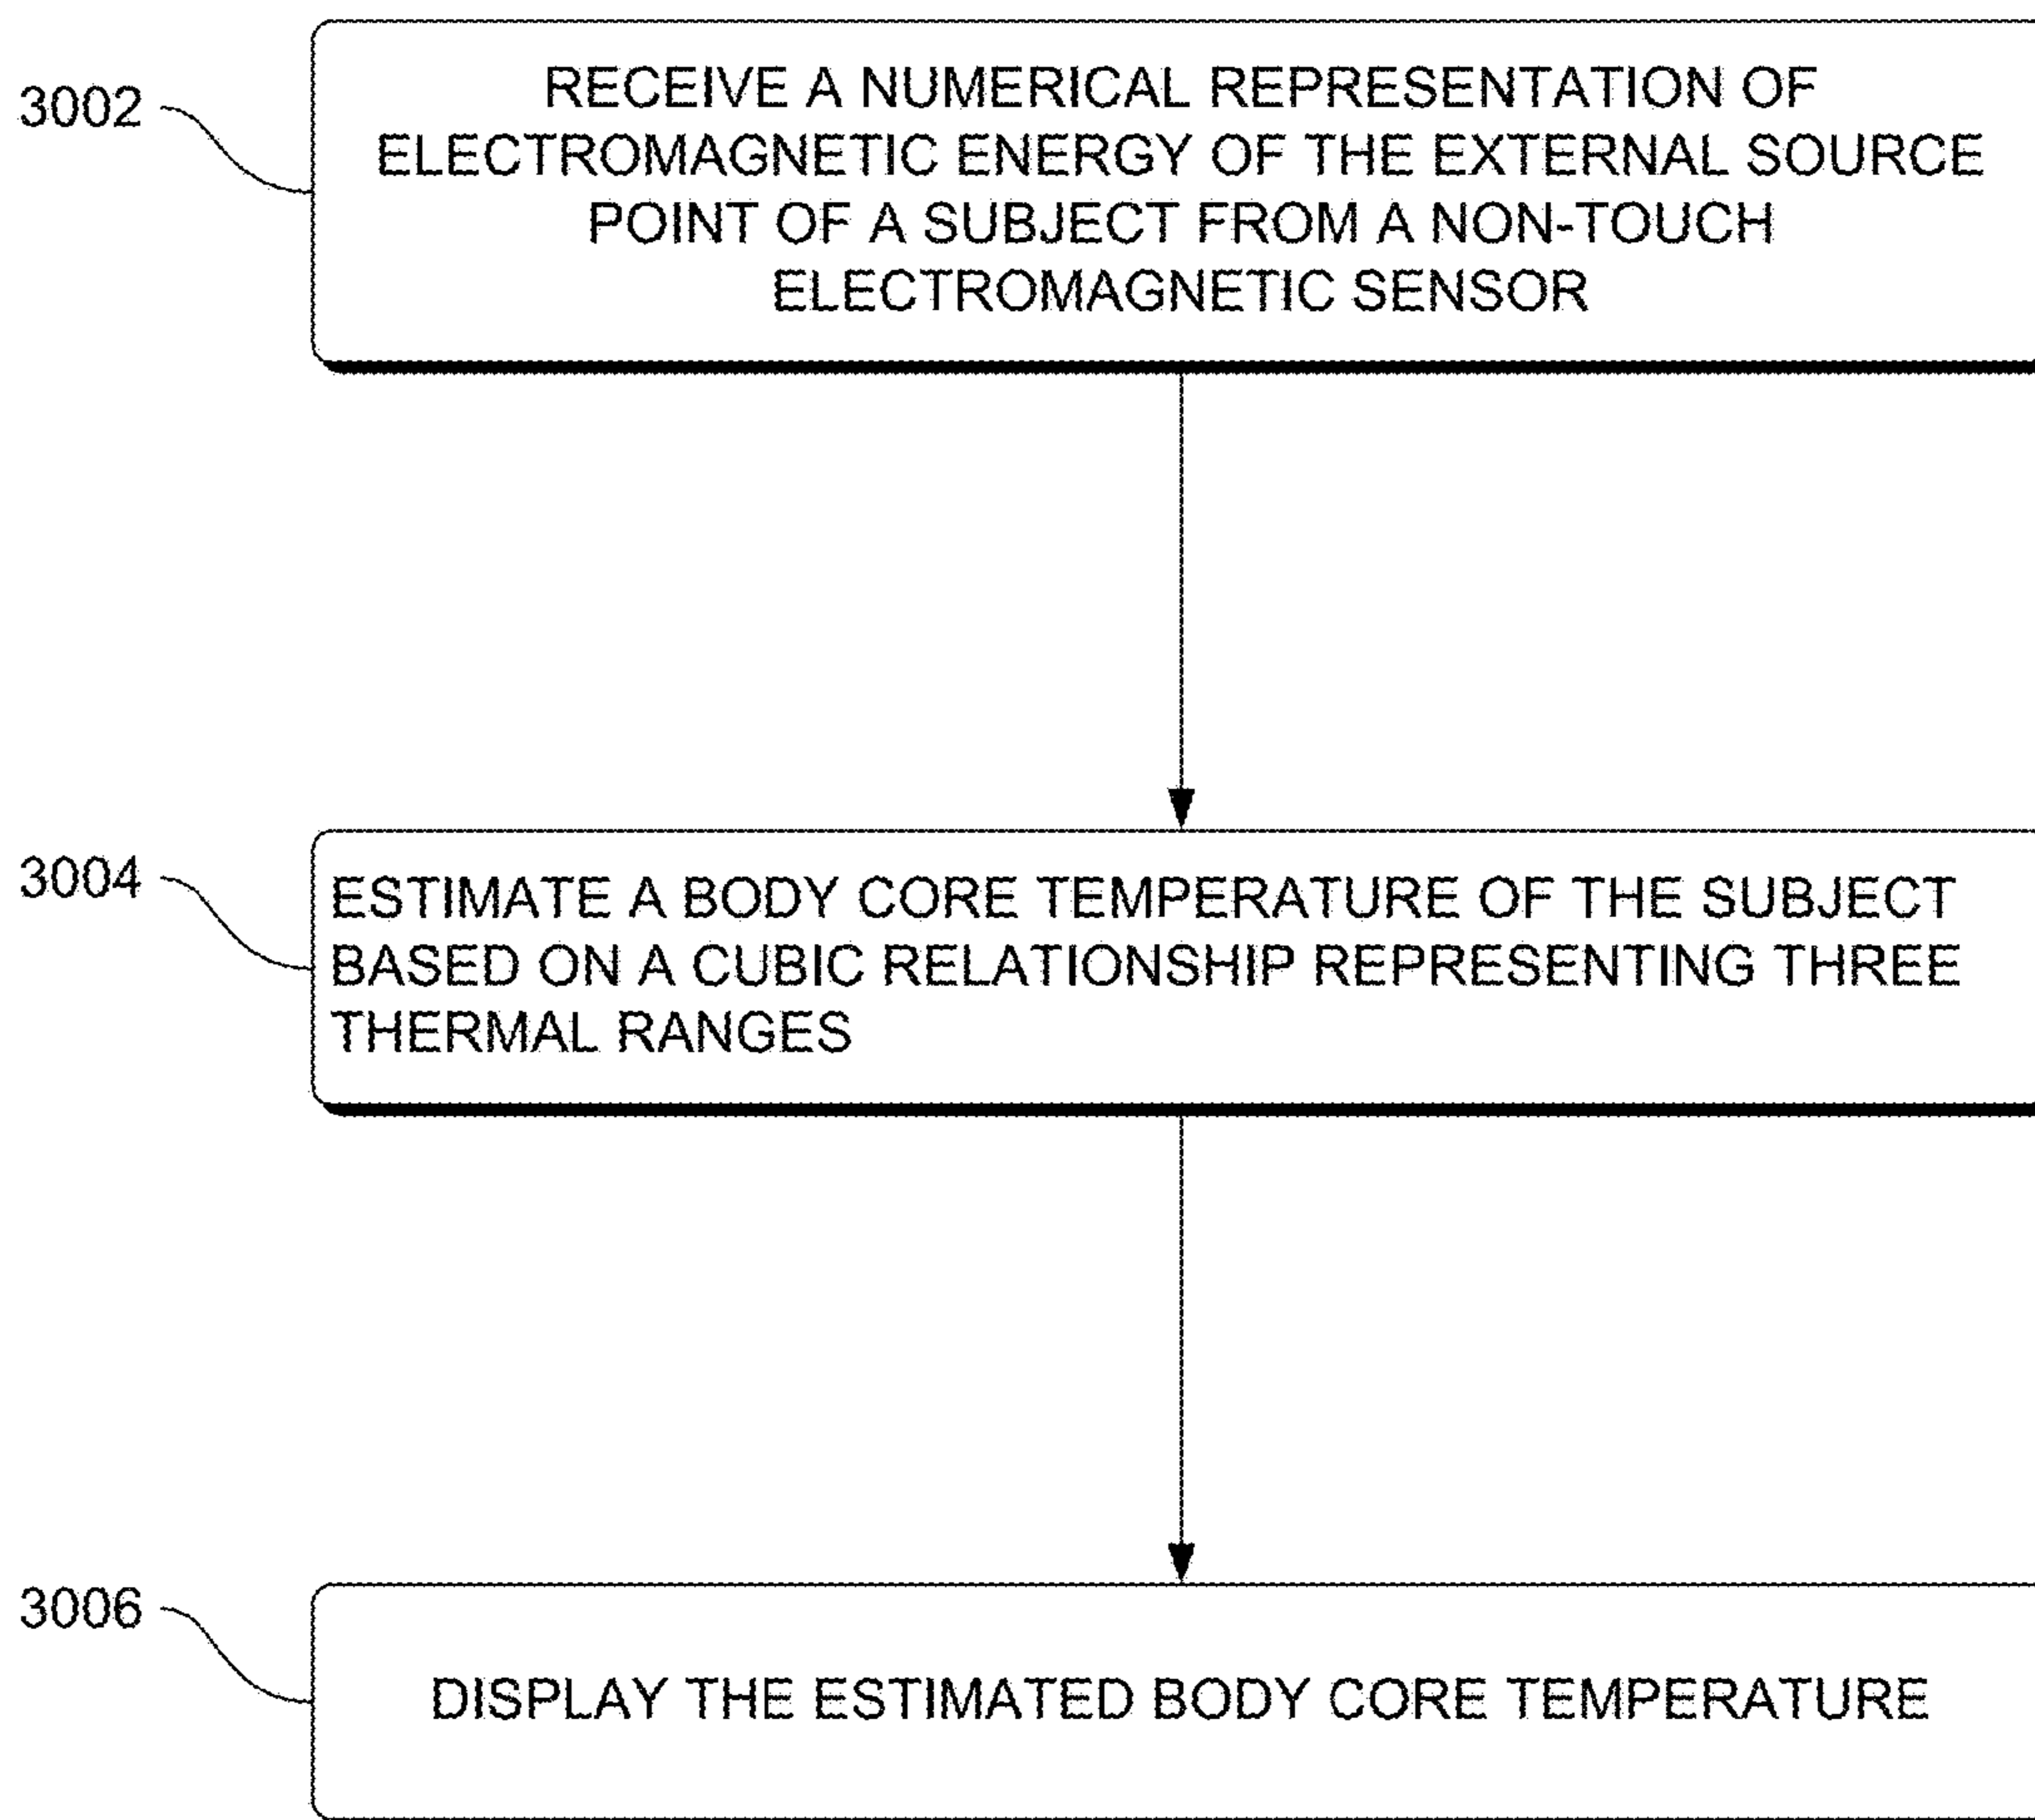 3002
RECEIVE A NUMERICAL REPRESENTATION OF
ELECTROMAGNETIC ENERGY OF THE EXTERNAL SOURCE
POINT OF A SUBJECT FROM A NON-TOUCH
ELECTROMAGNETIC SENSOR
3004
ESTIMATE A BODY CORE TEMPERATURE OF THE SUBJECT
BASED ON A CUBIC RELATIONSHIP REPRESENTING THREE
THERMAL RANGES
3006
DISPLAY THE ESTIMATED BODY CORE TEMPERATURE